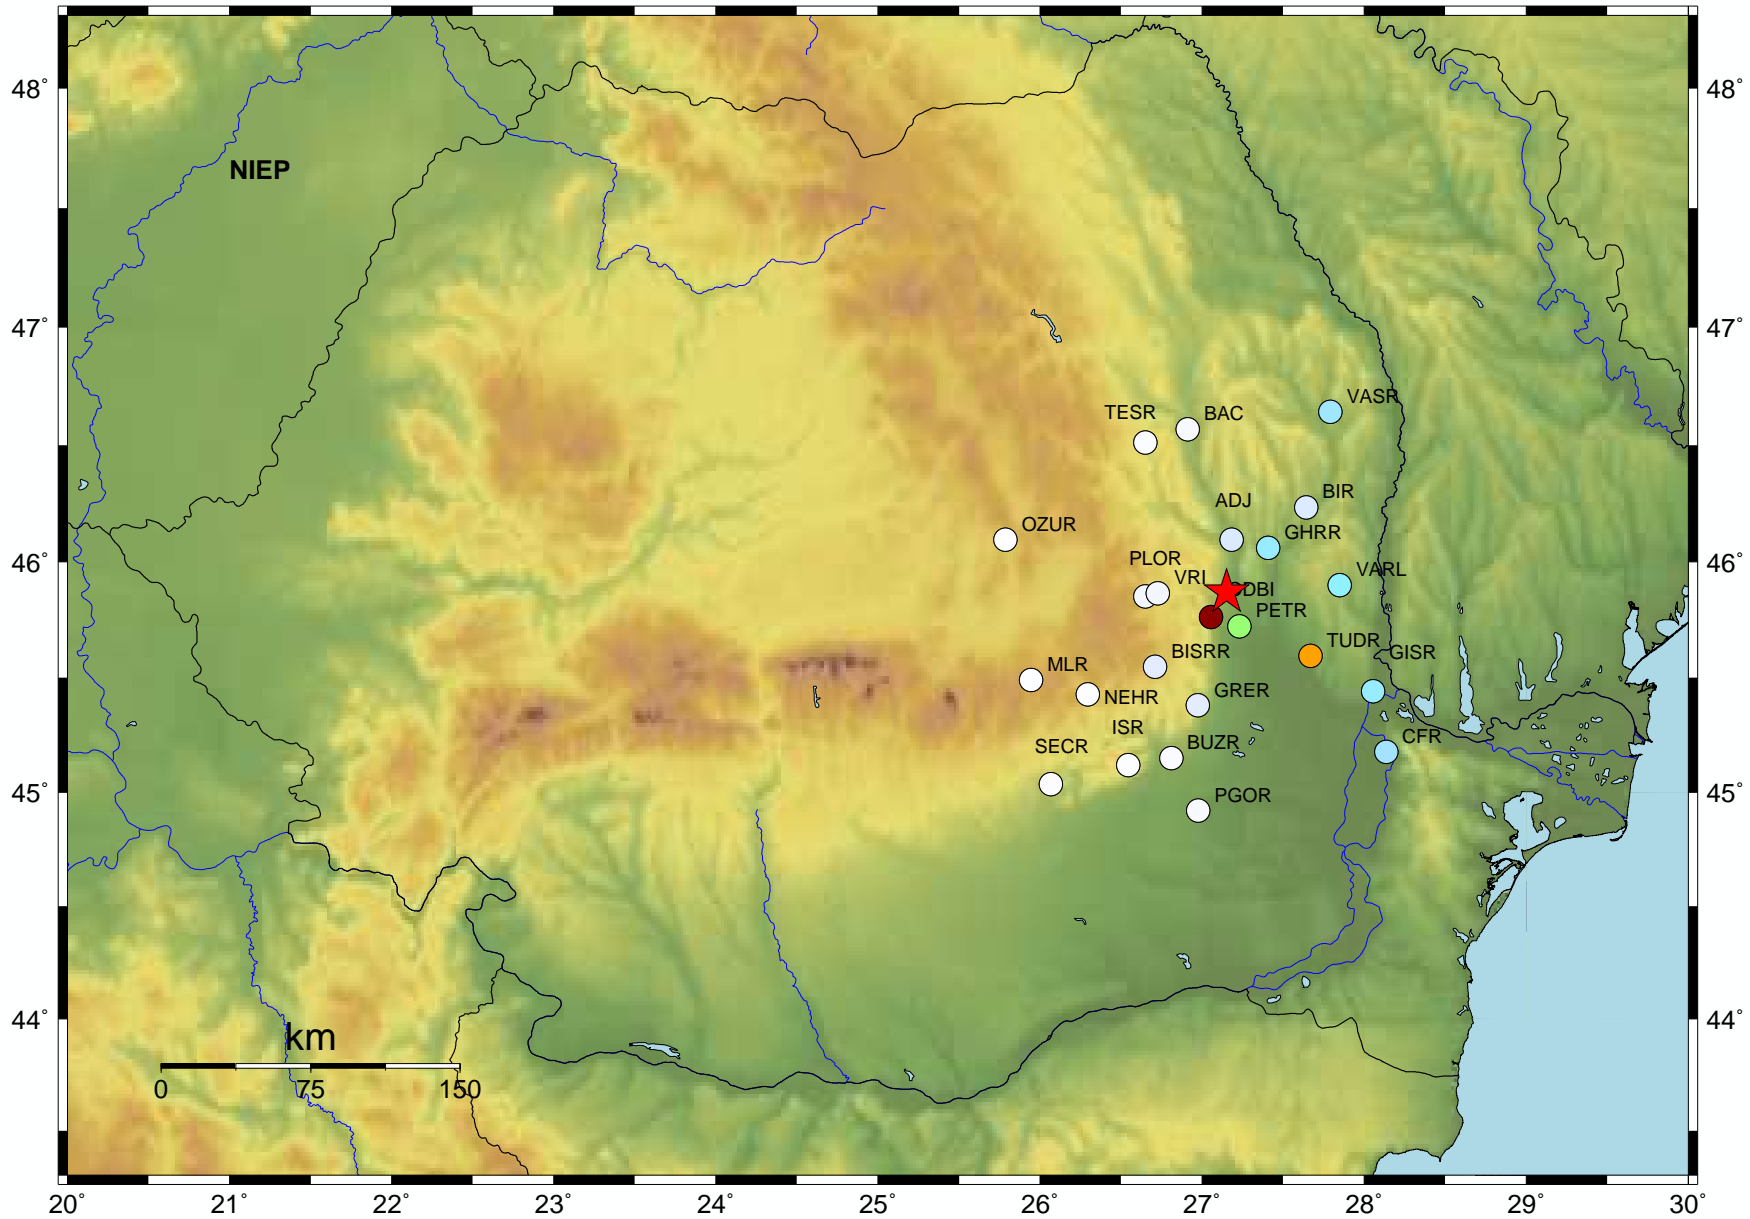 48° 48°
NIEP
47° 47°
VASR
TESR BAC
BIR
ADJ
OZUR GHRR
46° 46°
PLOR
VRI VARL
ODBI
PETR
TUDR
BISRR GISR
MLR
NEHR GRER
ISR
SECR BUZR CFR
45° 45°
PGOR
44° 44°
km
0 75 150
20° 21° 22° 23° 24° 25° 26° 27° 28° 29° 30°